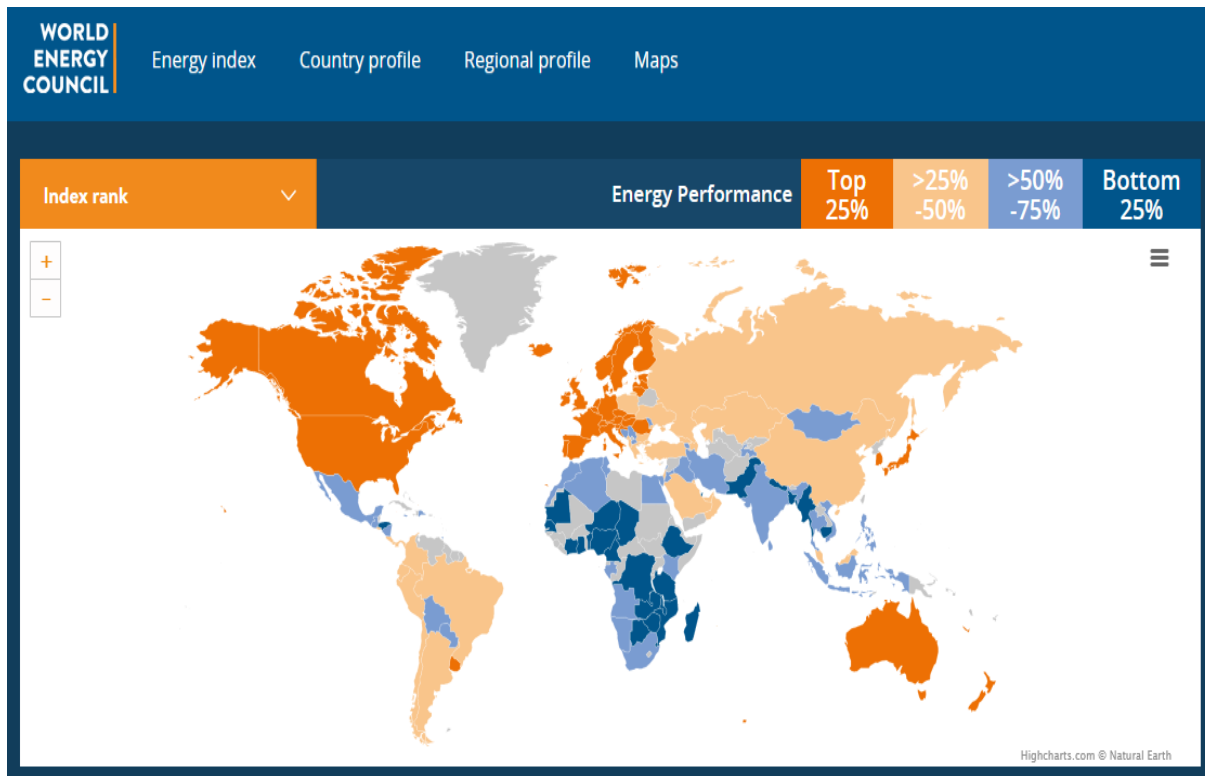 WORLD
ENERGY
COUNCIL
Energy index
Country profile
Regional profile
Maps
Index rank
Energy Performance
Top
25%
>25%
-50%
>50%
-75%
Bottom
25%
+
−
Highcharts.com © Natural Earth